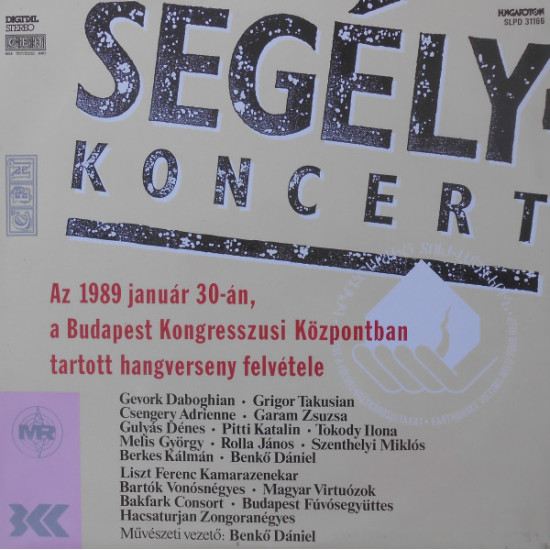 DIGITAL
STEREO
HUNGAROTON
SLPD 31166
SEGÉLY-
KONCERT
Az 1989 január 30-án,
a Budapest Kongresszusi Központban
tartott hangverseny felvétele
Gevork Daboghian · Grigor Takusian
Csengery Adrienne · Garam Zsuzsa
Gulyás Dénes · Pitti Katalin · Tokody Ilona
Melis György · Rolla János · Szenthelyi Miklós
Berkes Kálmán · Benkő Dániel
Liszt Ferenc Kamarazenekar
Bartók Vonósnégyes · Magyar Virtuózok
Bakfark Consort · Budapest Fúvósegyüttes
Hacsaturjan Zongoranégyes
Művészeti vezető: Benkő Dániel
MR